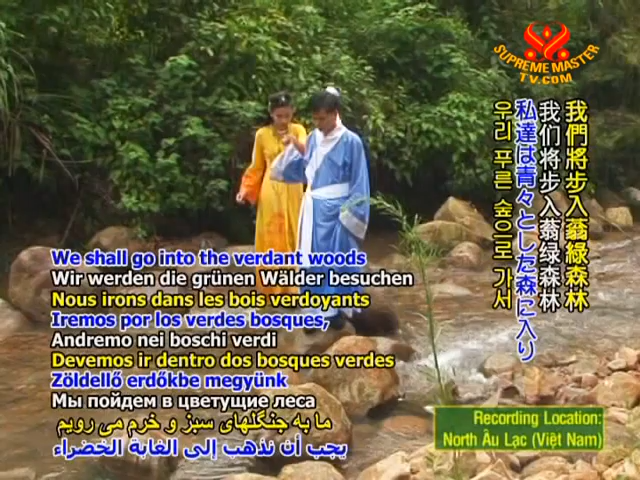 SUPREME MASTER
TV.COM
我們將步入蓊綠森林
我们将步入蓊绿森林
私達は青々とした森に入り
우리 푸른 숲으로 가서
We shall go into the verdant woods
Wir werden die grünen Wälder besuchen
Nous irons dans les bois verdoyants
Iremos por los verdes bosques,
Andremo nei boschi verdi
Devemos ir dentro dos bosques verdes
Zöldellő erdőkbe megyünk
Мы пойдем в цветущие леса
ما به جنگلهای سبز و خرم می رویم
يجب أن نذهب إلى الغابة الخضراء
Recording Location:
North Âu Lạc (Việt Nam)